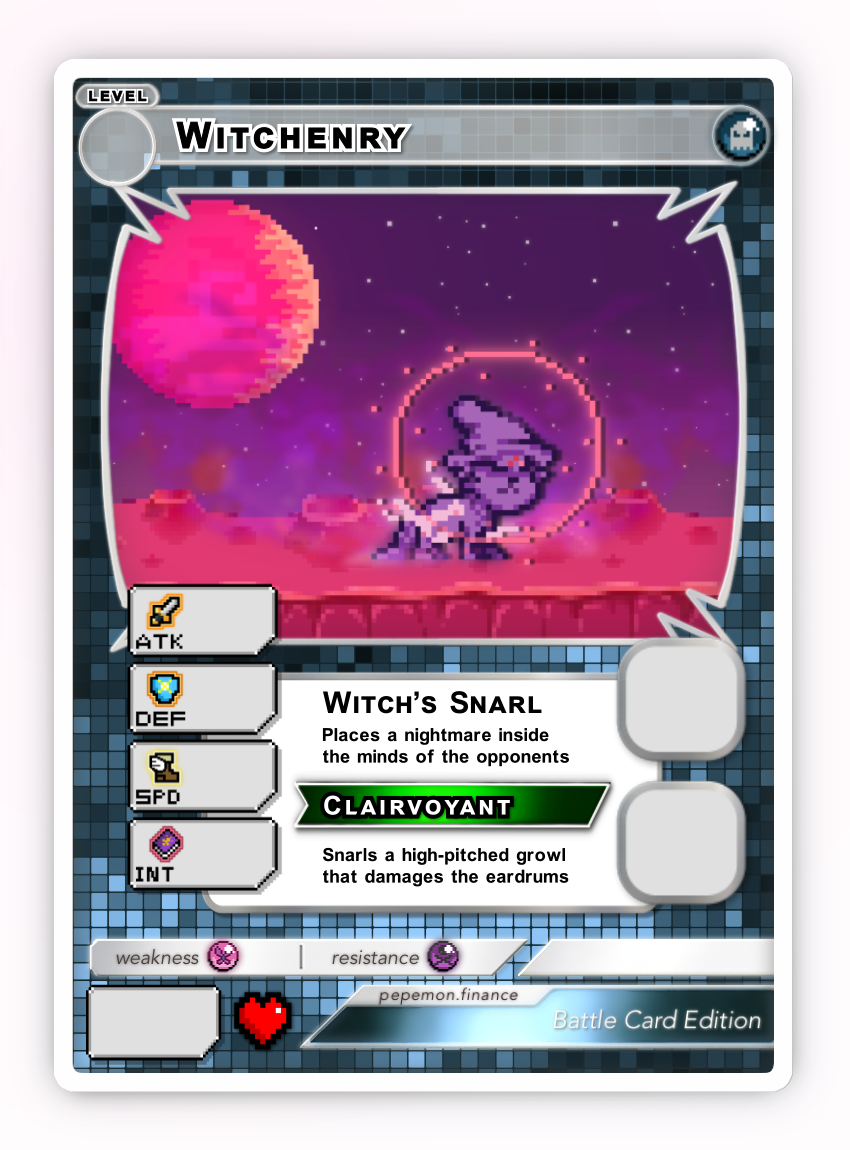 LEVEL
WITCHENRY
ATK
DEF
SPD
INT
WITCH'S SNARL
Places a nightmare inside
the minds of the opponents
CLAIRVOYANT
Snarls a high-pitched growl
that damages the eardrums
weakness | resistance
pepemon.finance
Battle Card Edition